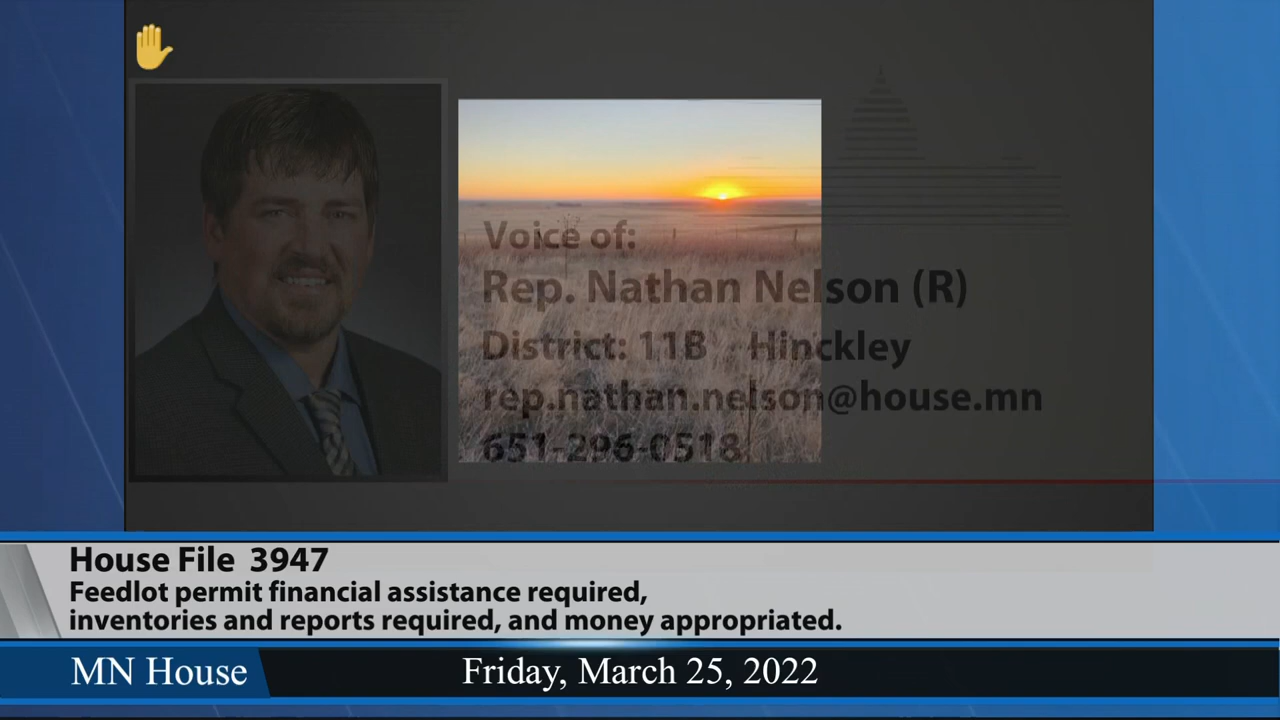 Voice of:
Rep. Nathan Nelson (R)
District: 11B - Hinckley
rep.nathan.nelson@house.mn
651-296-0518
House File 3947
Feedlot permit financial assistance required,
inventories and reports required, and money appropriated.
MN House
Friday, March 25, 2022